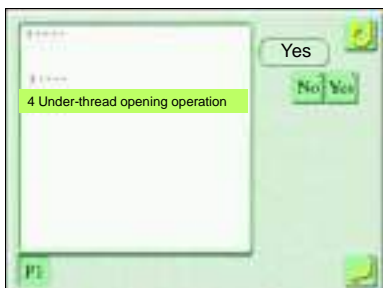 Yes
No Yes
4 Under-thread opening operation
P1